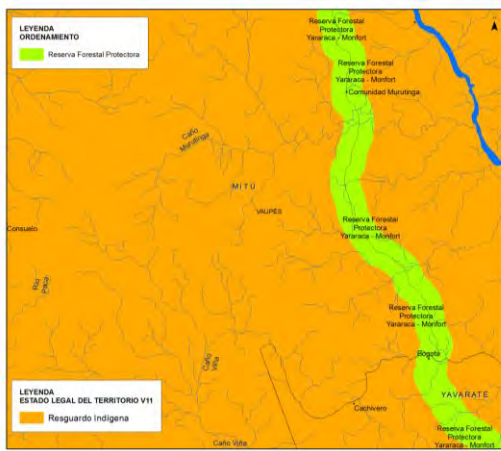 LEYENDA
ORDENAMIENTO
Reserva Forestal Protectora
Reserva Forestal
Protectora
Yararaca - Monfort
Reserva Forestal
Protectora
Yararaca - Monfort
Comunidad Murutinga
Caño
Murutinga
MITÚ
VAUPÉS
Consuelo
Reserva Forestal
Protectora
Yararaca - Monfort
Río
Paca
Reserva Forestal
Protectora
Yararaca - Monfort
Bogotá
Caño
Viña
LEYENDA
ESTADO LEGAL DEL TERRITORIO V11
Resguardo Indígena
YAVARATÉ
Cachivero
Reserva Forestal
Protectora
Yararaca - Monfort
Caño Viña